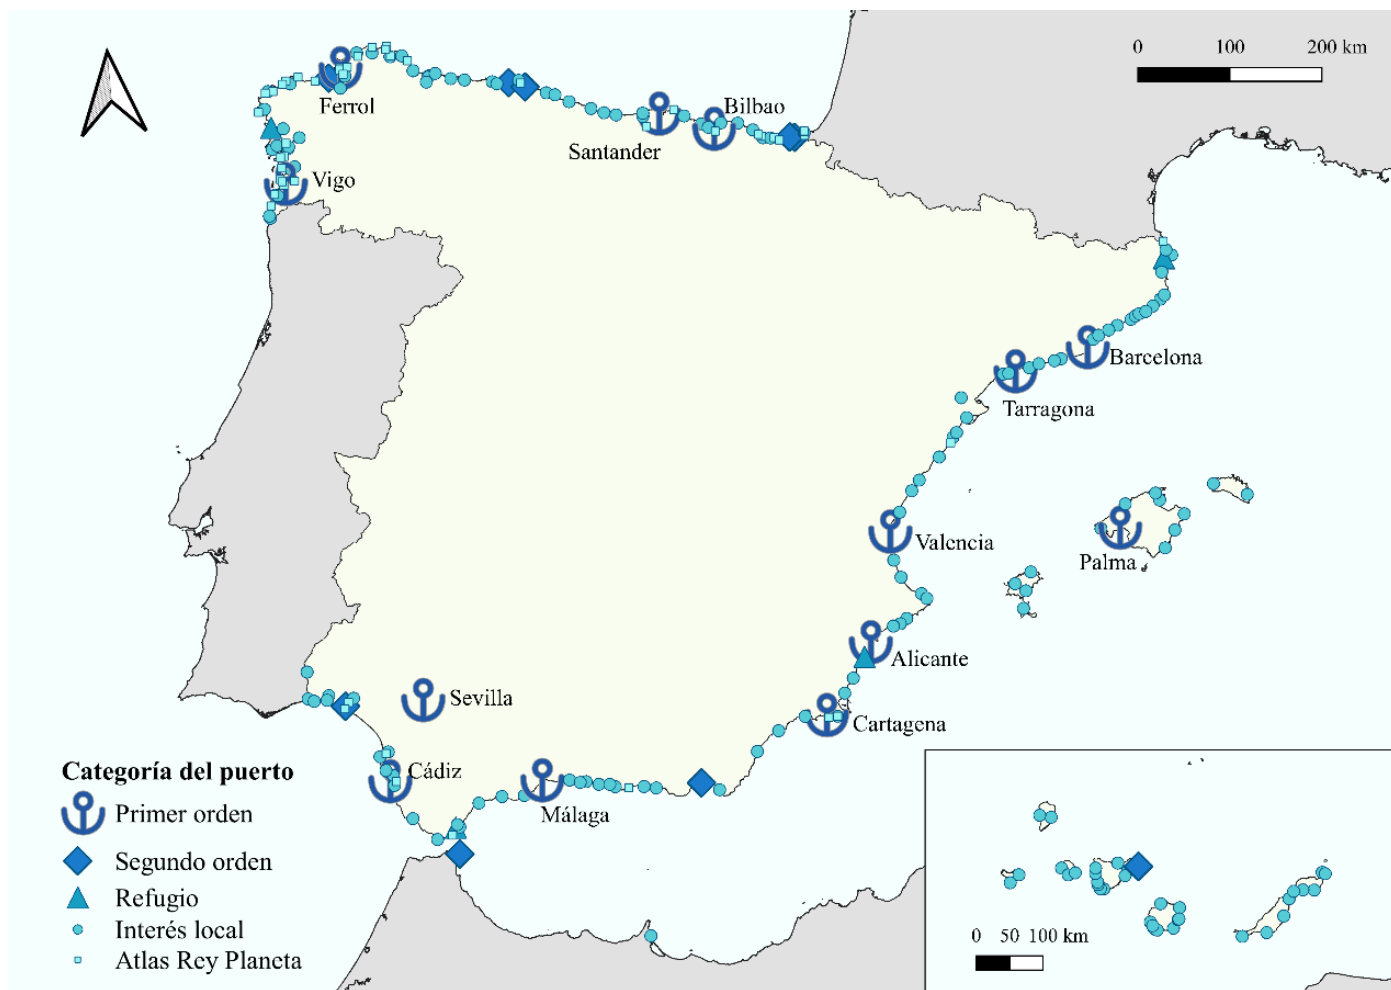 0 100 200 km
Ferrol
Bilbao
Santander
Vigo
Barcelona
Tarragona
Valencia
Palma
Alicante
Sevilla
Cartagena
Cádiz
Málaga
Categoría del puerto
Primer orden
Segundo orden
Refugio
Interés local
Atlas Rey Planeta
0 50 100 km